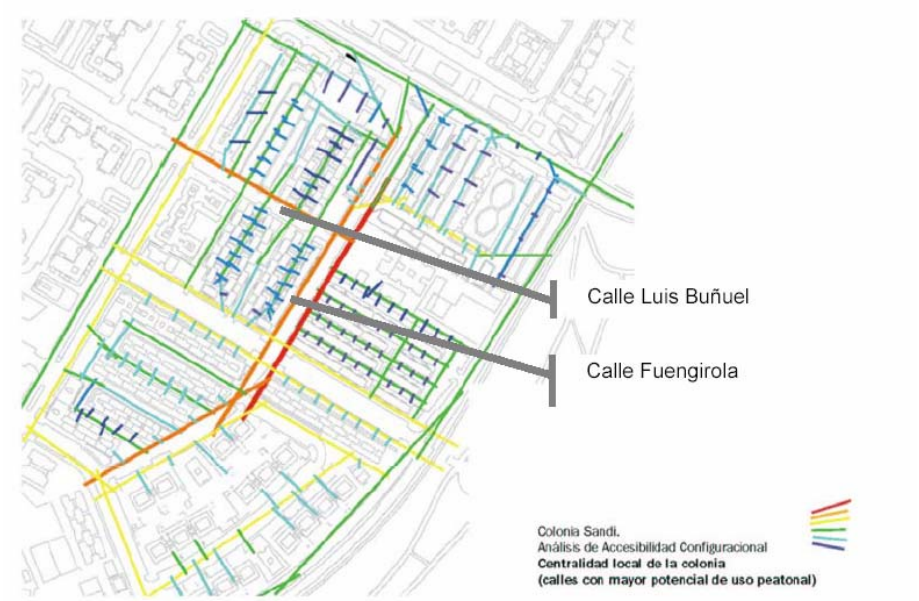 Calle Luis Buñuel
Calle Fuengirola
Colonia Sandi.
Análisis de Accesibilidad Configuracional
Centralidad local de la colonia
(calles con mayor potencial de uso peatonal)